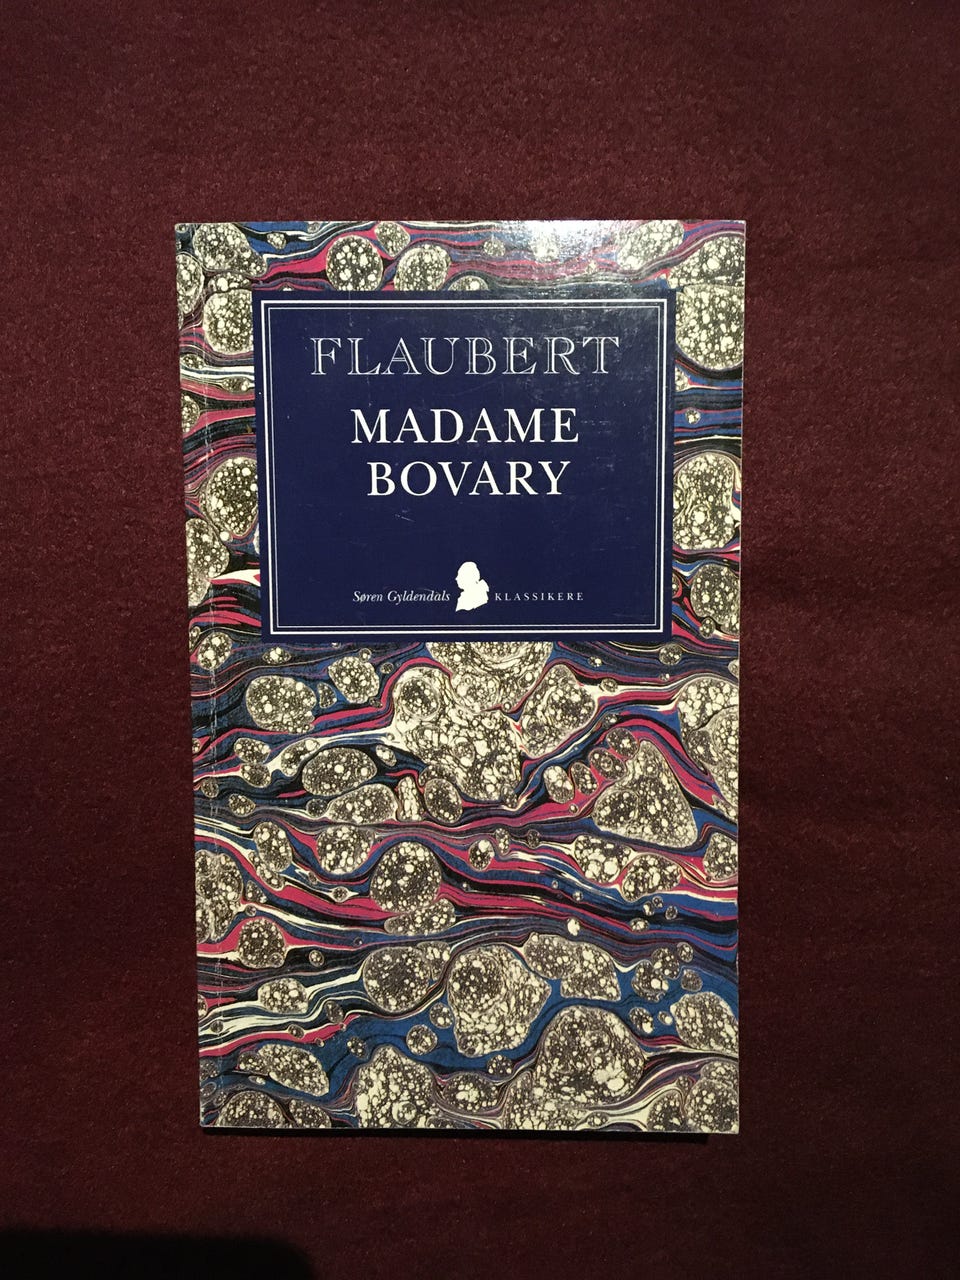 FLAUBERT
MADAME
BOVARY
Søren Gyldendals KLASSIKERE